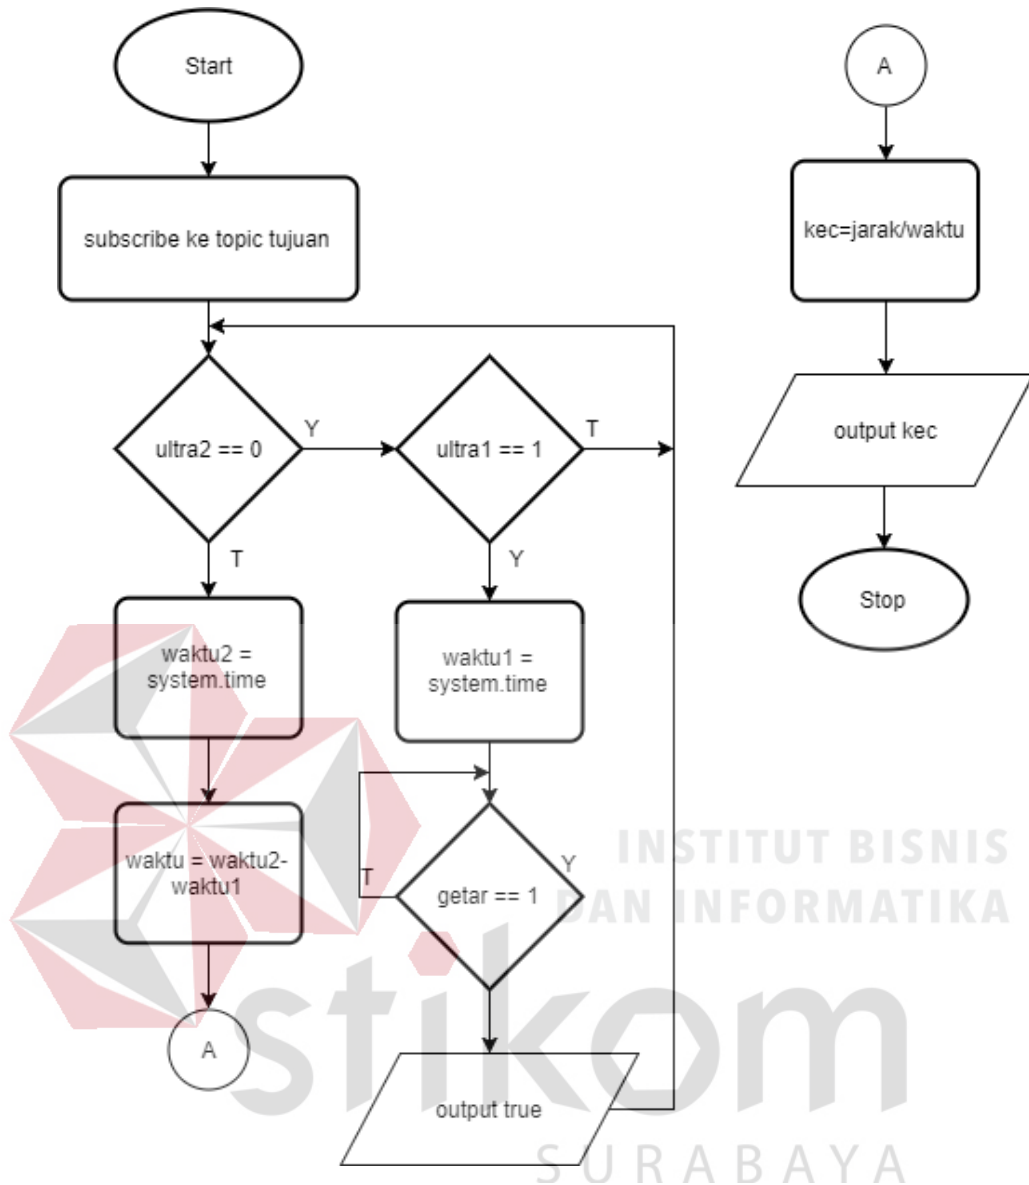 Start
subscribe ke topic tujuan
ultra2 == 0
Y
ultra1 == 1
T
T
Y
waktu2 =
system.time
waktu1 =
system.time
waktu = waktu2-
waktu1
T
getar == 1
Y
A
output true
A
kec=jarak/waktu
output kec
Stop
INSTITUT BISNIS
DAN INFORMATIKA
stikom
SURABAYA